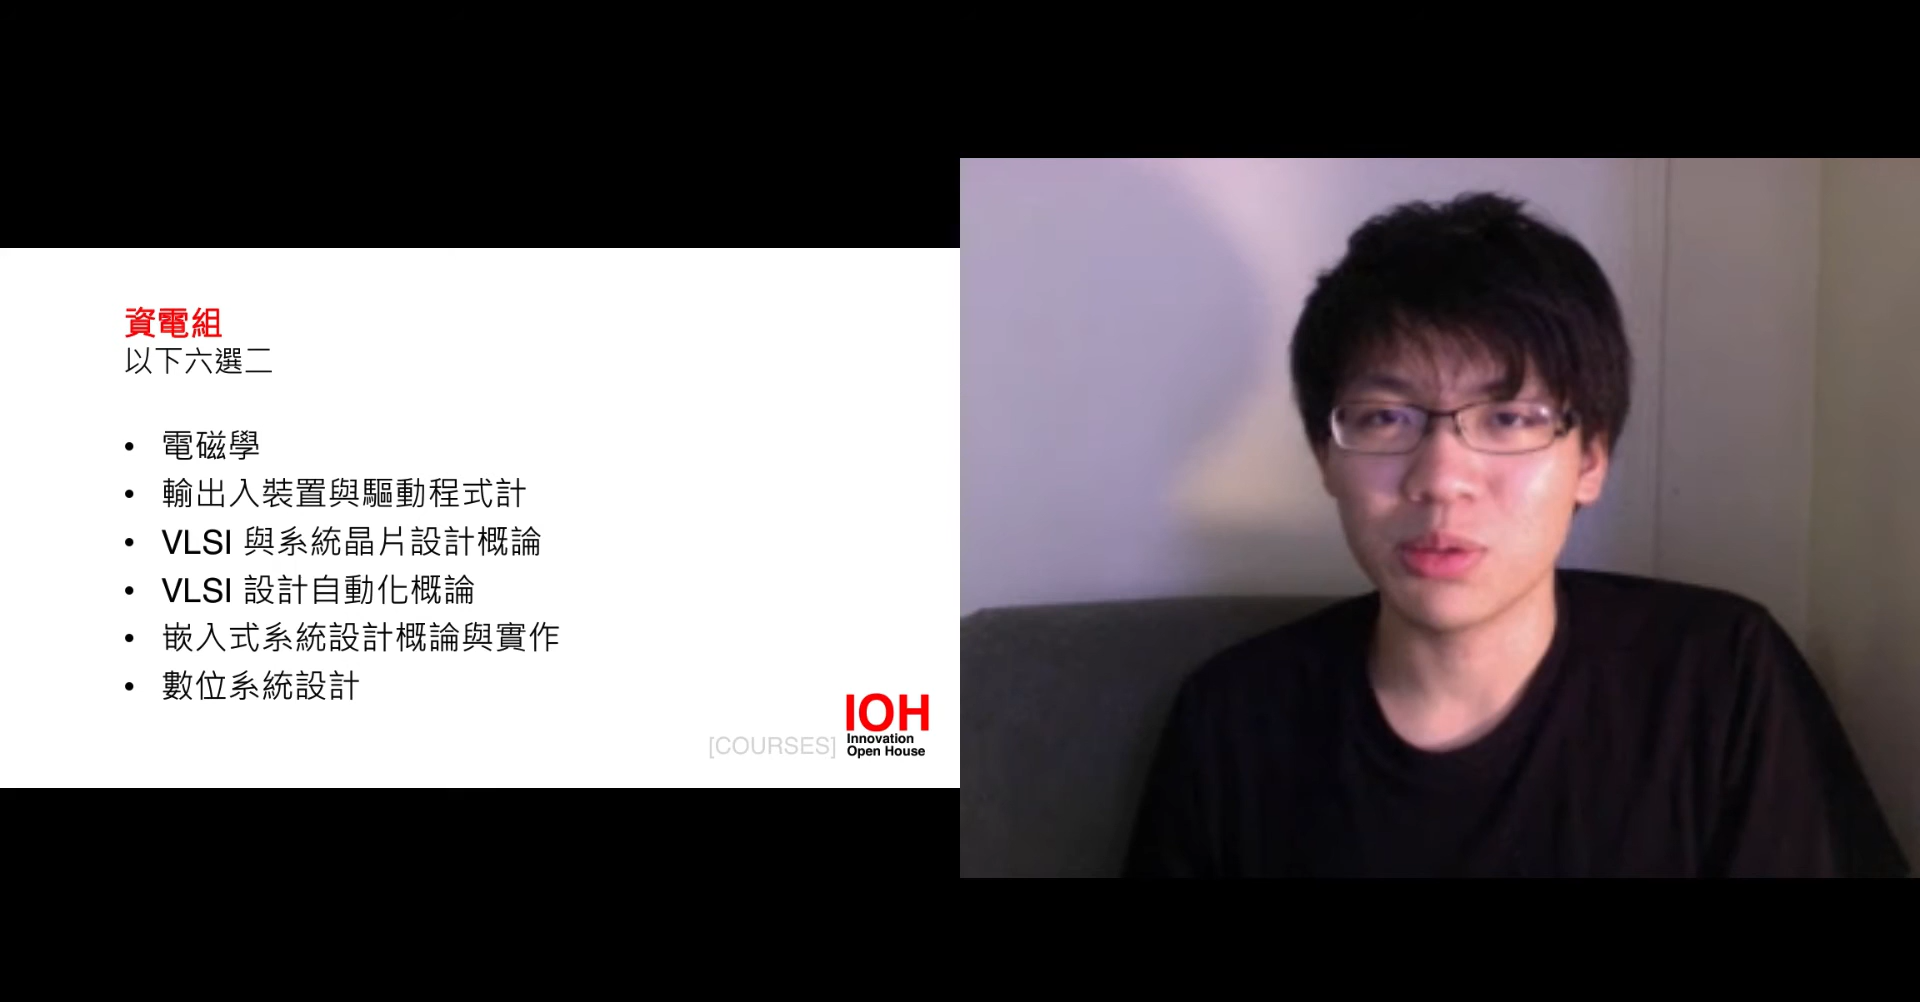 資電組
以下六選二
• 電磁學
• 輸出入裝置與驅動程式計
• VLSI 與系統晶片設計概論
• VLSI 設計自動化概論
• 嵌入式系統設計概論與實作
• 數位系統設計
[COURSES]
IOH
Innovation
Open House